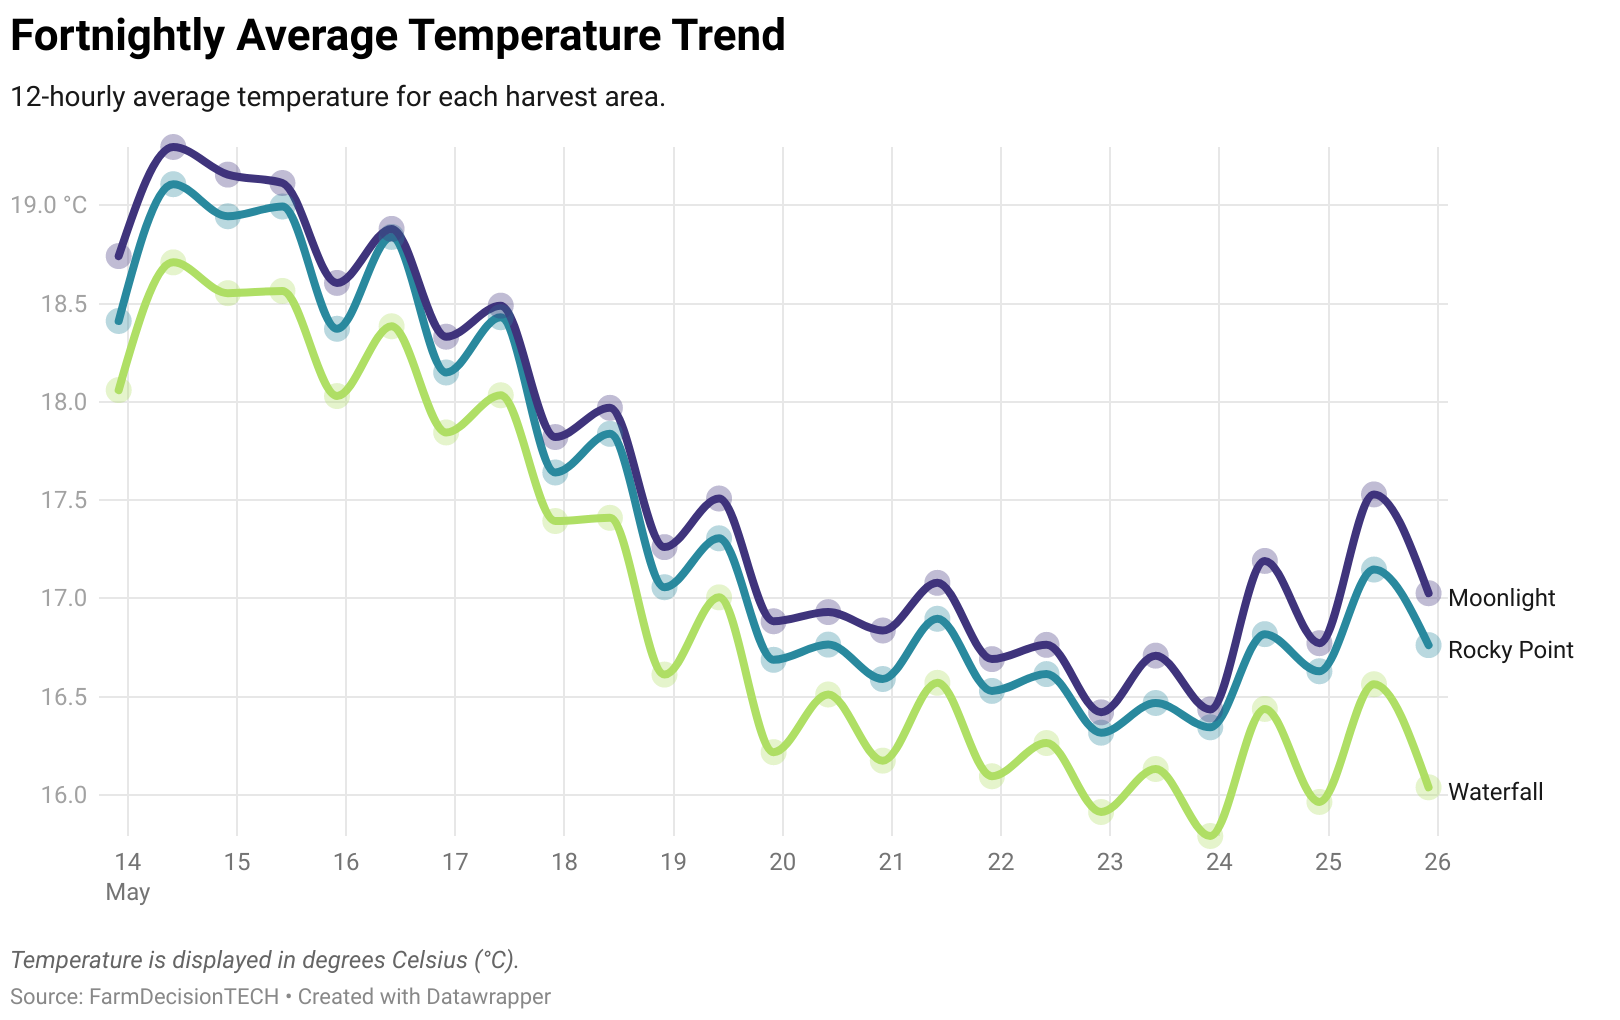 Fortnightly Average Temperature Trend
12-hourly average temperature for each harvest area.
19.0 °C
18.5
18.0
17.5
17.0
16.5
16.0
Moonlight
Rocky Point
Waterfall
14 15 16 17 18 19 20 21 22 23 24 25 26
May
Temperature is displayed in degrees Celsius (°C).
Source: FarmDecisionTECH • Created with Datawrapper